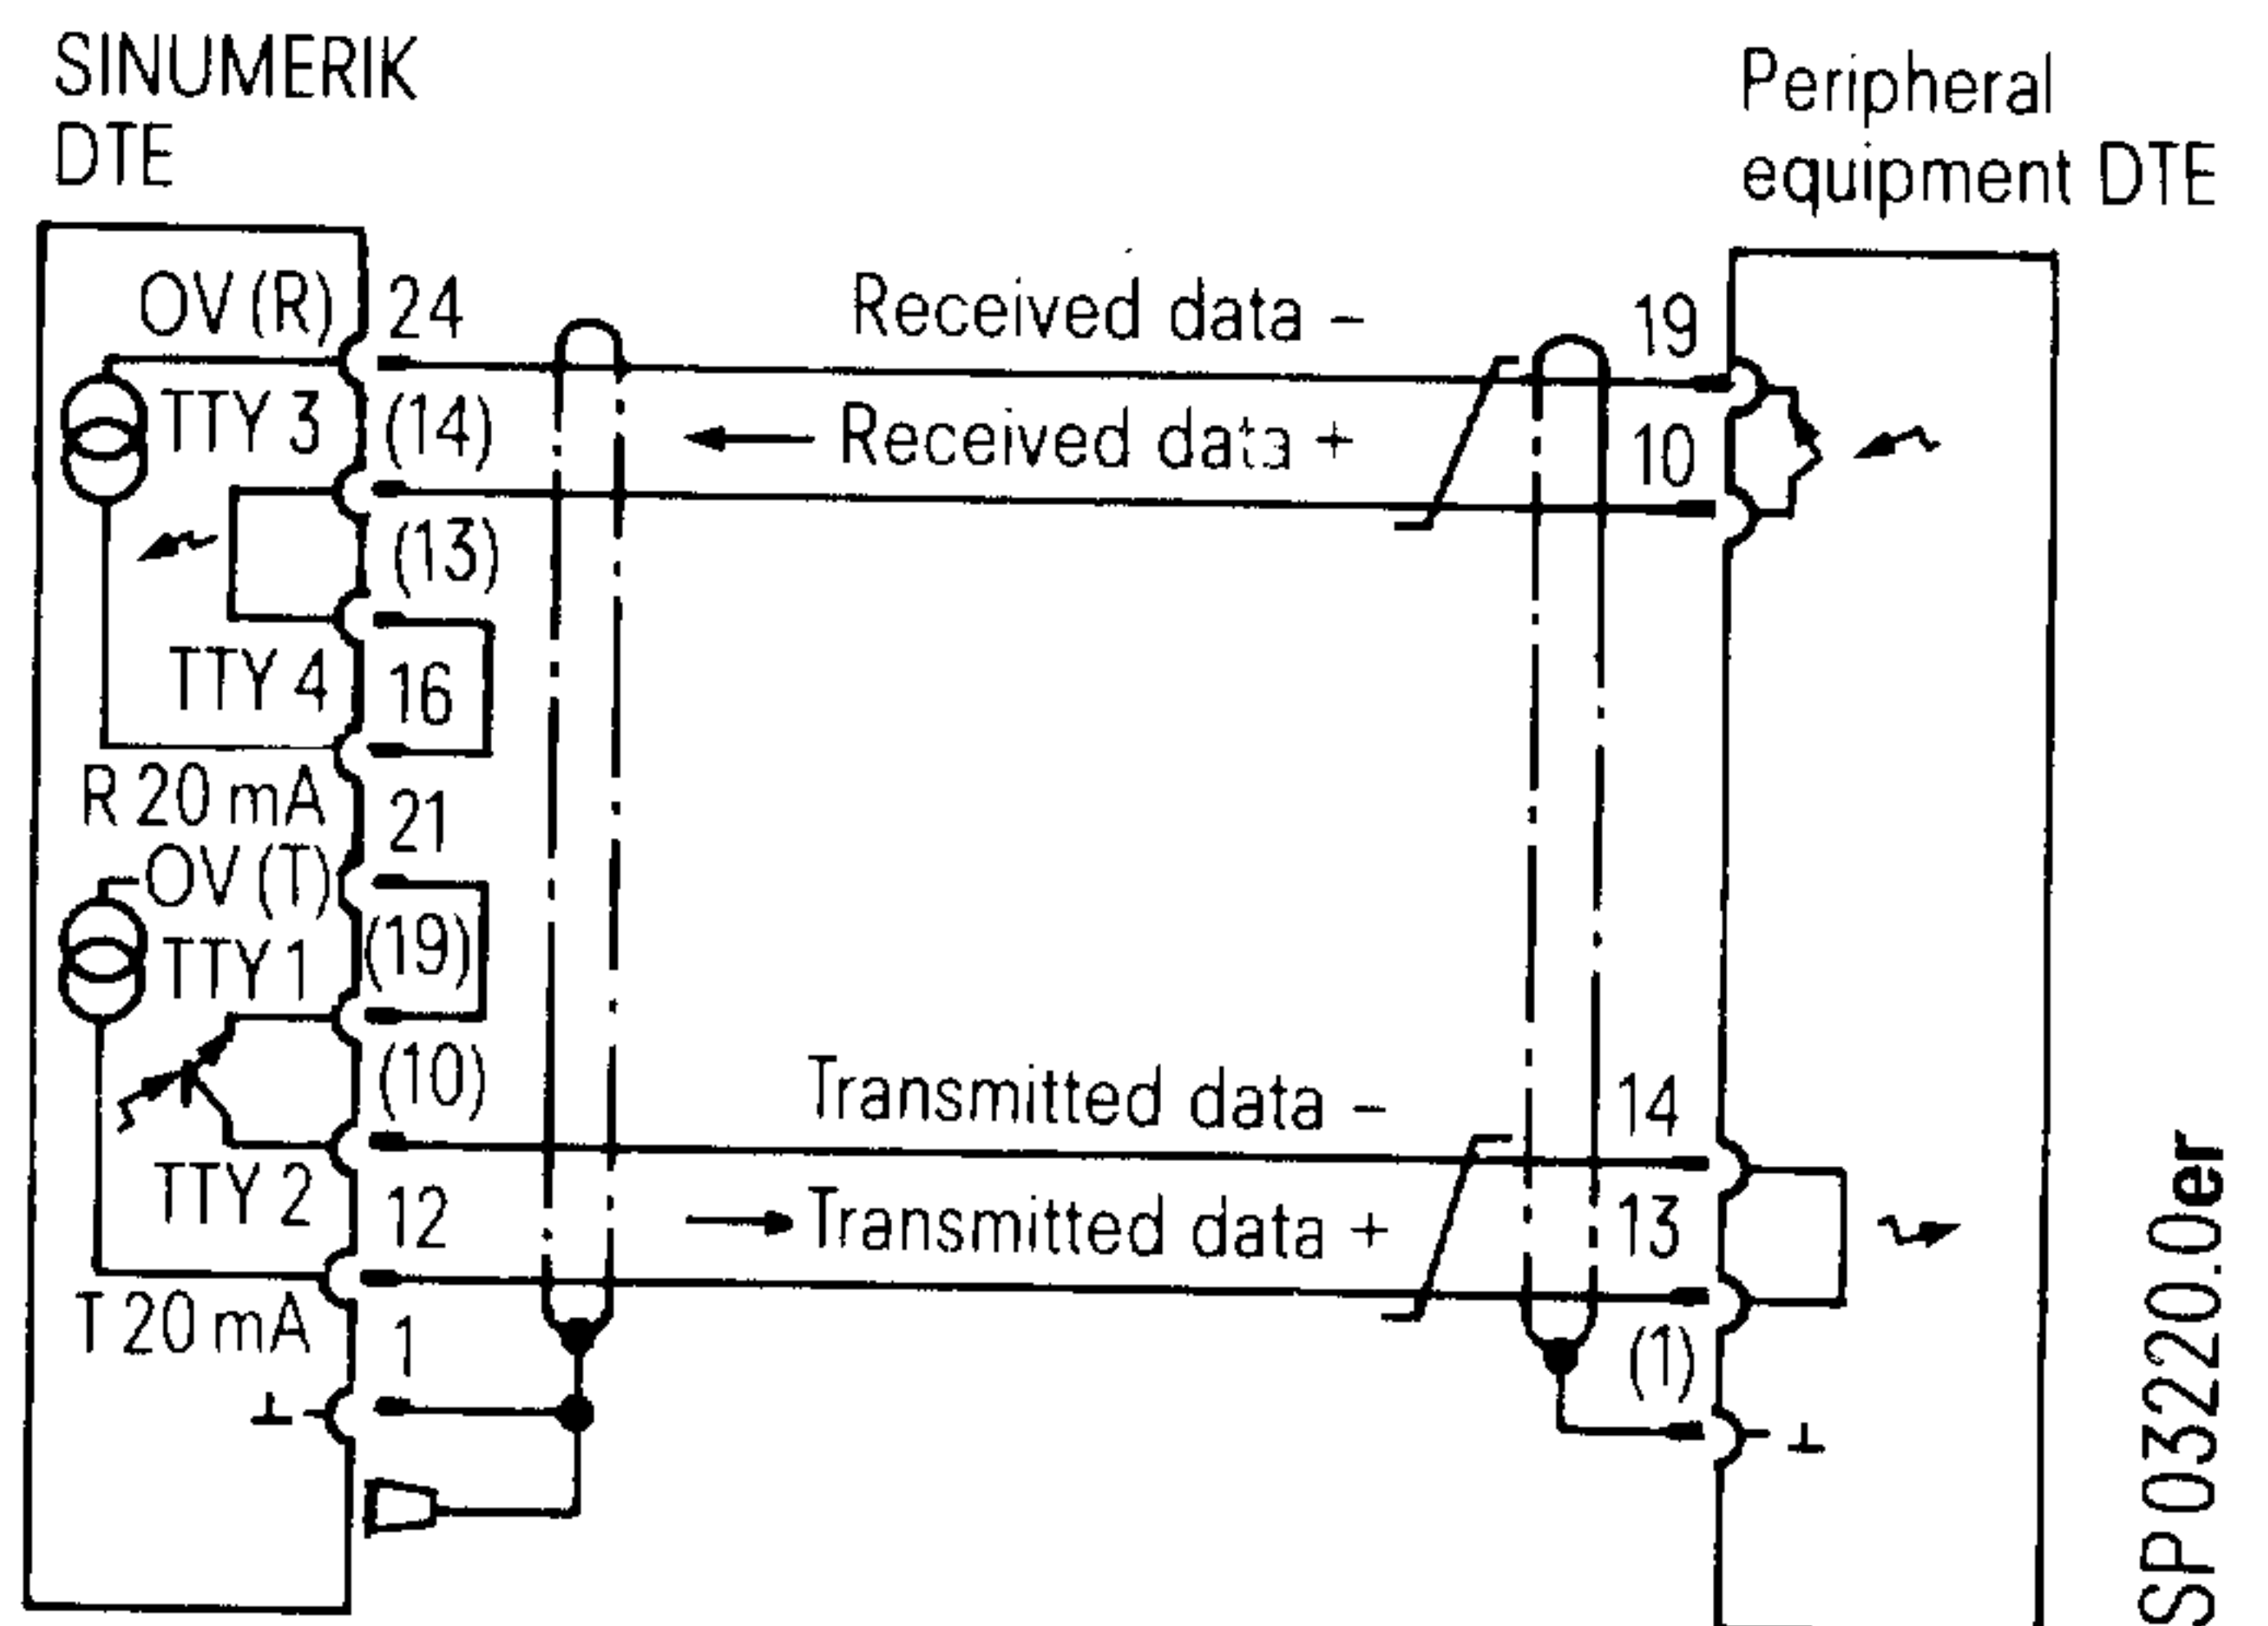 SINUMERIK
DTE
Peripheral
equipment DTE
OV (R) 24 Received data – 19
TTY 3 (14) Received data + 10
(13)
TTY 4 16
R 20 mA 21
OV (T)
TTY 1 (19)
(10) Transmitted data – 14
TTY 2 12 Transmitted data + 13
T 20 mA 1 (1)
SP 03220.0er